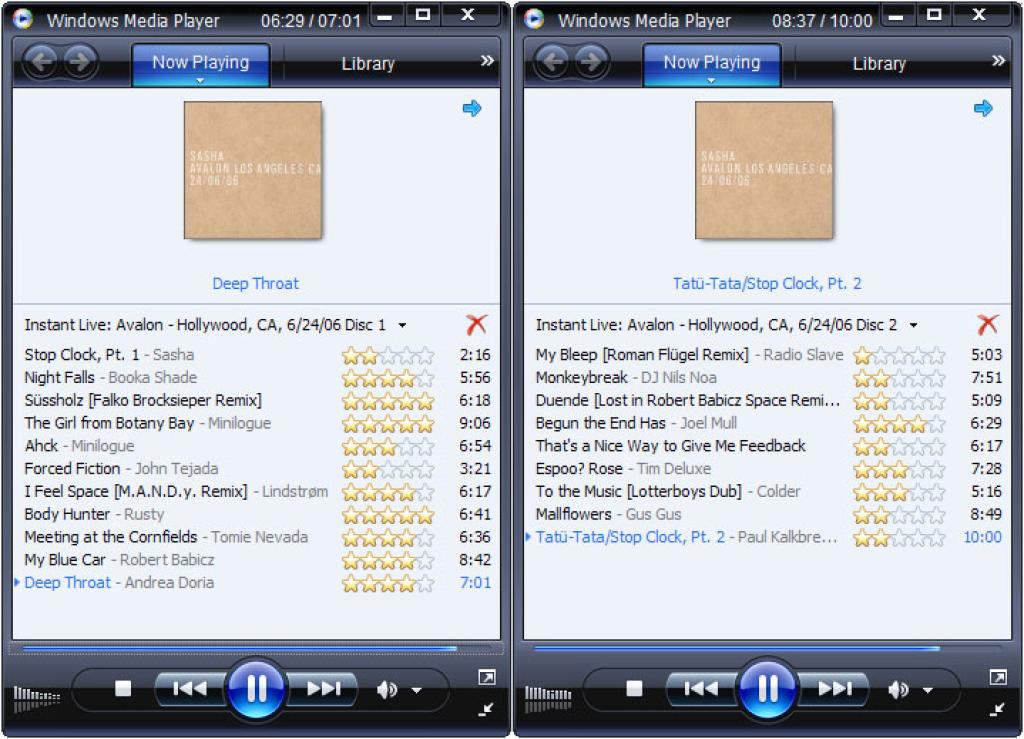 Windows Media Player 06:29 / 07:01
Now Playing Library »
SASHA
AVALON LOS ANGELES CA
24/06/06
Deep Throat
Instant Live: Avalon - Hollywood, CA, 6/24/06 Disc 1
Stop Clock, Pt. 1 - Sasha 2:16
Night Falls - Booka Shade 5:56
Süssholz [Falko Brocksieper Remix] 6:18
The Girl from Botany Bay - Minilogue 9:06
Ahck - Minilogue 6:54
Forced Fiction - John Tejada 3:21
I Feel Space [M.A.N.D.y. Remix] - Lindstrøm 6:17
Body Hunter - Rusty 6:41
Meeting at the Cornfields - Tomie Nevada 6:36
My Blue Car - Robert Babicz 8:42
Deep Throat - Andrea Doria 7:01
Windows Media Player 08:37 / 10:00
Now Playing Library »
SASHA
AVALON LOS ANGELES CA
24/06/06
Tatü-Tata/Stop Clock, Pt. 2
Instant Live: Avalon - Hollywood, CA, 6/24/06 Disc 2
My Bleep [Roman Flügel Remix] - Radio Slave 5:03
Monkeybreak - DJ Nils Noa 7:51
Duende [Lost in Robert Babicz Space Remi... 5:09
Begun the End Has - Joel Mull 6:29
That's a Nice Way to Give Me Feedback 6:17
Espoo? Rose - Tim Deluxe 7:28
To the Music [Lotterboys Dub] - Colder 5:16
Mallflowers - Gus Gus 8:49
Tatü-Tata/Stop Clock, Pt. 2 - Paul Kalkbre... 10:00